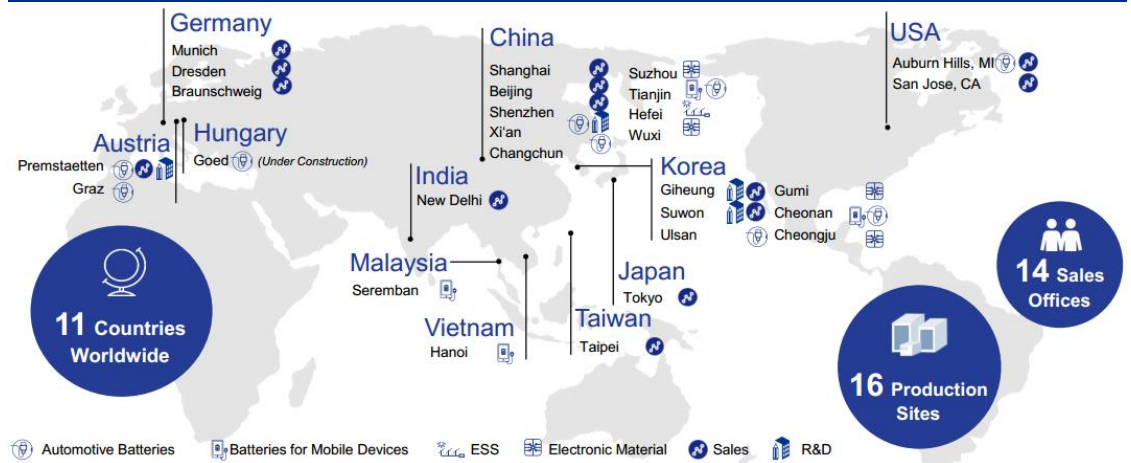 Germany
Munich
Dresden
Braunschweig
Austria
Premstaetten
Graz
Hungary
Goed (Under Construction)
China
Shanghai
Beijing
Shenzhen
Xi'an
Changchun
Suzhou
Tianjin
Hefei
Wuxi
India
New Delhi
Malaysia
Seremban
Vietnam
Hanoi
Taiwan
Taipei
Japan
Tokyo
Korea
Giheung
Suwon
Ulsan
Gumi
Cheonan
Cheongju
USA
Auburn Hills, MI
San Jose, CA
11 Countries
Worldwide
14 Sales
Offices
16 Production
Sites
Automotive Batteries
Batteries for Mobile Devices
ESS
Electronic Material
Sales
R&D